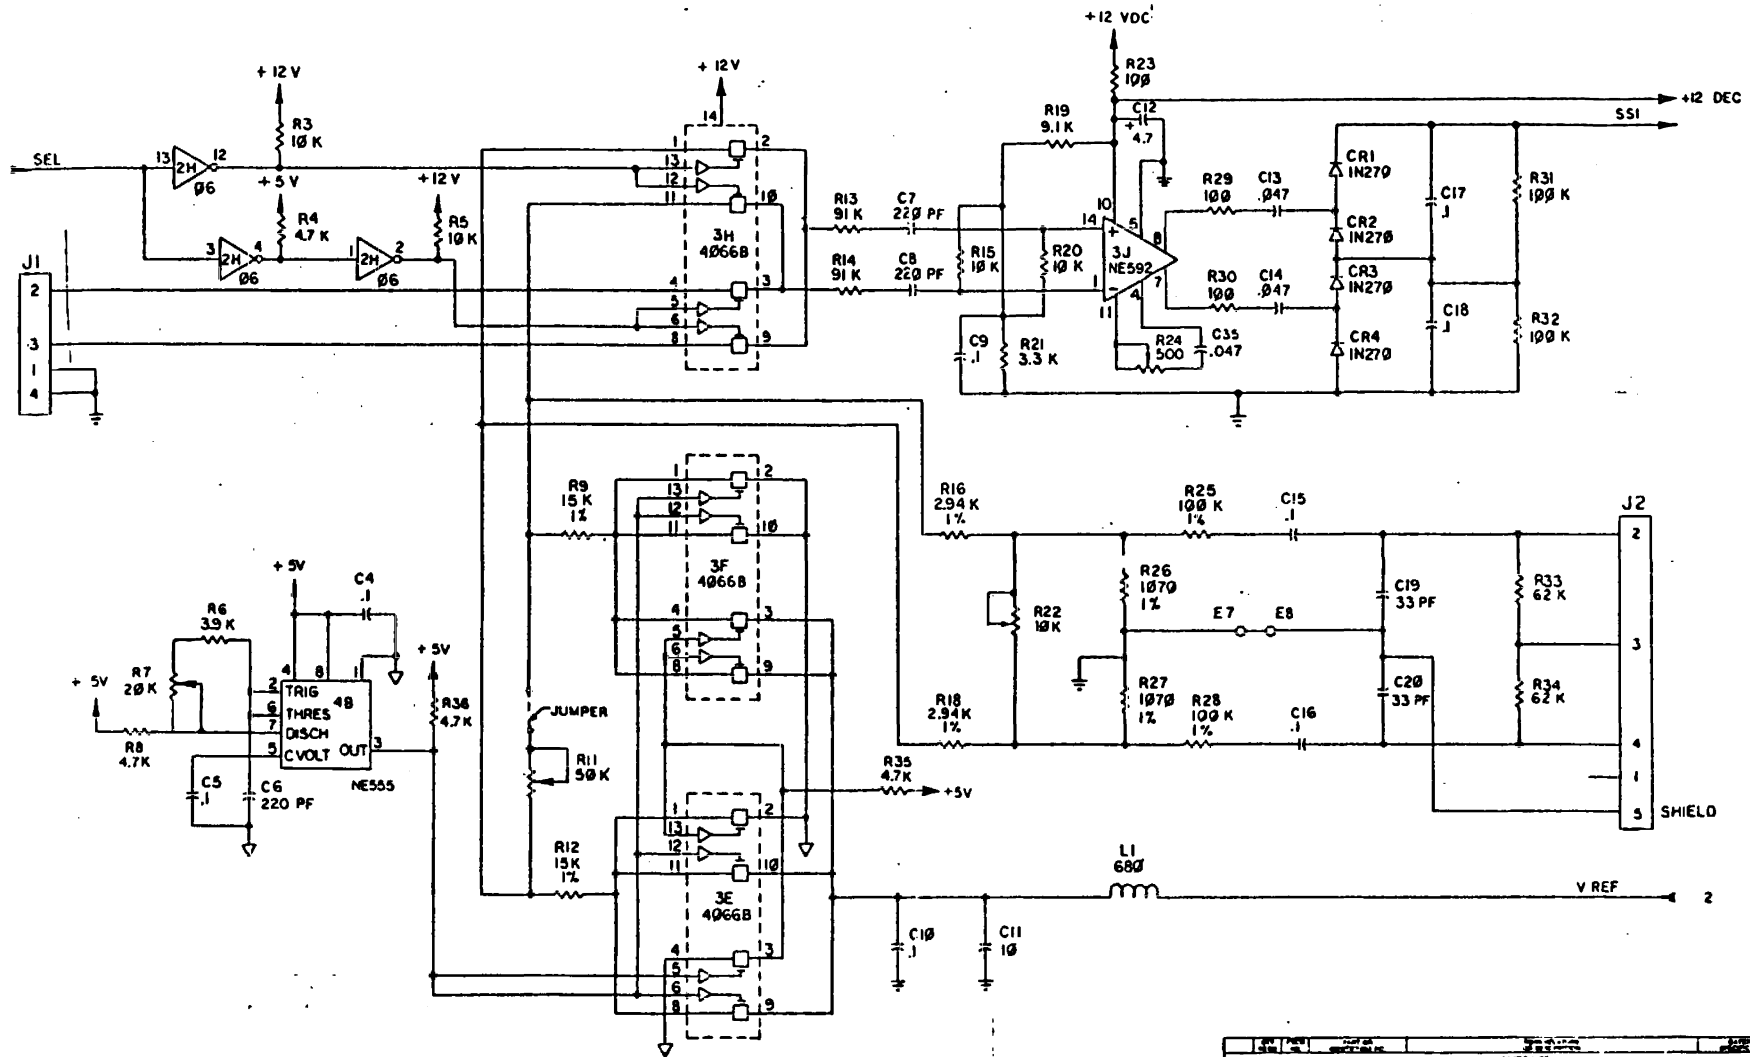 +12 VDC
R23
100
+12 V
+ 12V
R19
9.1 K
C12
+
4.7
+12 DEC
SS1
R3
10 K
14
SEL
13
12
2H
06
+ 5 V
+12V
R4
4.7 K
R5
10 K
3
4
2H
06
1
2
2H
06
1
2
13
12
11
10
3H
4066B
4
3
5
6
8
9
J1
2
3
1
4
R13
91 K
C7
220 PF
R14
91 K
C8
220 PF
R15
10 K
R20
10 K
10
14
+
5
3J
NE592
8
7
1
-
4
11
R29
100
C13
.047
R30
100
C14
.047
CR1
1N270
CR2
1N270
CR3
1N270
CR4
1N270
C17
.1
C18
.1
R31
100 K
R32
100 K
C9
.1
R21
3.3 K
R24
500
C35
.047
R9
15 K
1%
1
2
13
12
11
10
3F
4066B
4
3
5
6
8
9
R16
2.94 K
1%
R25
100 K
1%
C15
.1
J2
2
3
4
1
5
SHIELD
R26
1070
1%
R22
10K
E7
E8
C19
33 PF
R33
62 K
R27
1070
1%
C20
33 PF
R34
62 K
R18
2.94 K
1%
R28
100 K
1%
C16
.1
+ 5V
C4
.1
R6
3.9 K
R7
20 K
+ 5V
R8
4.7K
4
8
1
2
TRIG
4B
6
THRES
7
DISCH
5
C VOLT
OUT
3
NE555
C5
.1
C6
220 PF
+ 5V
R36
4.7 K
JUMPER
R11
50 K
R35
4.7K
+5V
R12
15K
1%
1
2
13
12
11
10
3E
4066B
4
3
5
6
8
9
L1
680
V REF
2
C10
.1
C11
10